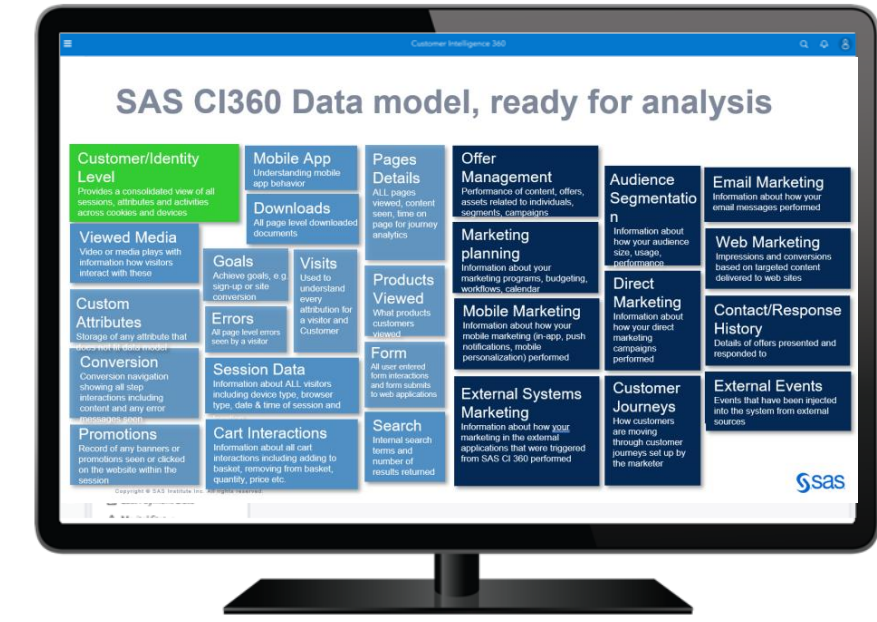 Customer Intelligence 360
SAS CI360 Data model, ready for analysis
Customer/Identity
Level
Provides a consolidated view of all
sessions, attributes and activities
across cookies and devices
Mobile App
Understanding mobile
app behavior
Downloads
All page level downloaded
documents
Viewed Media
Video or media plays with
information how visitors
interact with these
Goals
Achieve goals, e.g.
sign-up or site
conversion
Visits
Used to
understand
every
attribution for
a visitor and
Customer
Custom
Attributes
Storage of any attribute that
does not fit data model
Errors
All page level errors
seen by a visitor
Conversion
Conversion navigation
showing all step
interactions including
content and any error
messages seen
Session Data
Information about ALL visitors
including device type, browser
type, date & time of session and
Promotions
Record of any banners or
promotions seen or clicked
on the website within the
session
Cart Interactions
Information about all cart
interactions including adding to
basket, removing from basket,
quantity, price etc.
Pages
Details
ALL pages
viewed, content
seen, time on
page for journey
analytics
Products
Viewed
What products
customers
viewed
Form
All user entered
form interactions
and form submits
to web applications
Search
Internal search
terms and
number of
results returned
Offer
Management
Performance of content, offers,
assets related to individuals,
segments, campaigns
Marketing
planning
Information about your
marketing programs, budgeting,
workflows, calendar
Mobile Marketing
Information about how your
mobile marketing (in-app, push
notifications, mobile
personalization) performed
External Systems
Marketing
Information about how your
marketing in the external
applications that were triggered
from SAS CI 360 performed
Audience
Segmentatio
n
Information about
how your audience
size, usage,
performance
Direct
Marketing
Information about
how your direct
marketing
campaigns
performed
Customer
Journeys
How customers
are moving
through customer
journeys set up by
the marketer
Email Marketing
Information about how your
email messages performed
Web Marketing
Impressions and conversions
based on targeted content
delivered to web sites
Contact/Response
History
Details of offers presented and
responded to
External Events
Events that have been injected
into the system from external
sources
Copyright © SAS Institute Inc. All rights reserved.
sas